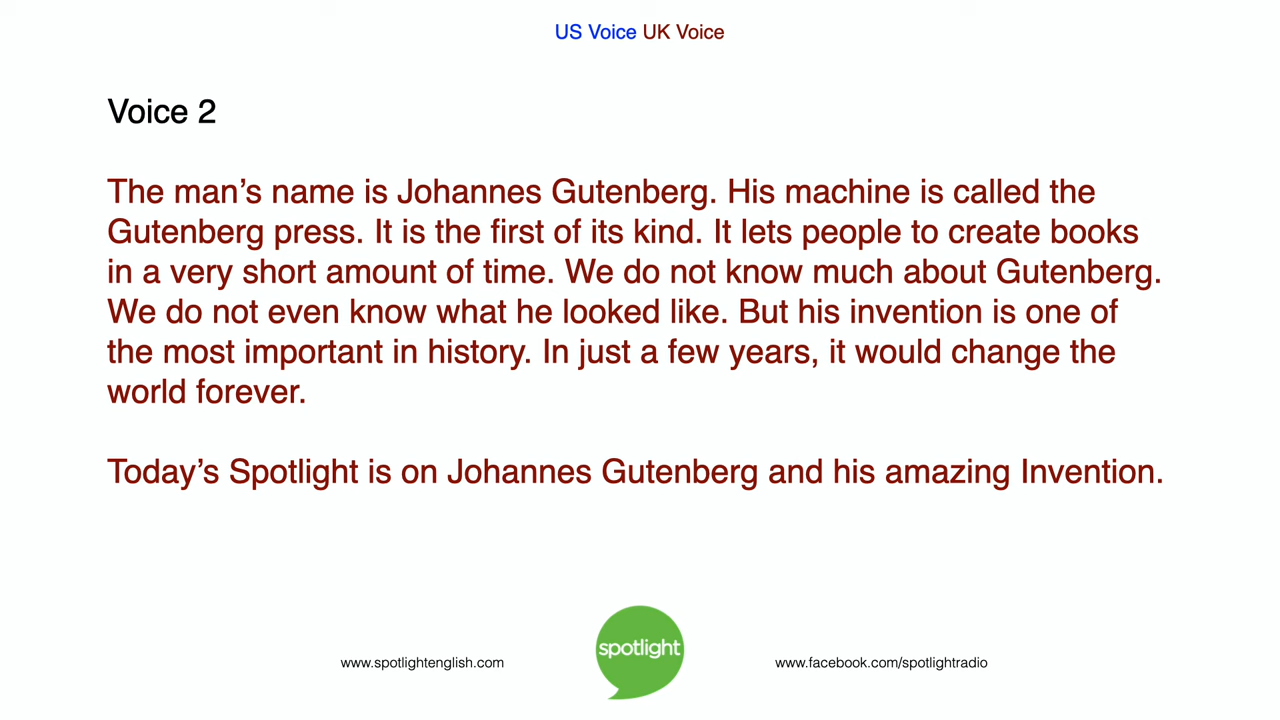 US Voice UK Voice
Voice 2
The man’s name is Johannes Gutenberg. His machine is called the
Gutenberg press. It is the first of its kind. It lets people to create books
in a very short amount of time. We do not know much about Gutenberg.
We do not even know what he looked like. But his invention is one of
the most important in history. In just a few years, it would change the
world forever.
Today’s Spotlight is on Johannes Gutenberg and his amazing Invention.
www.spotlightenglish.com
spotlight
www.facebook.com/spotlightradio